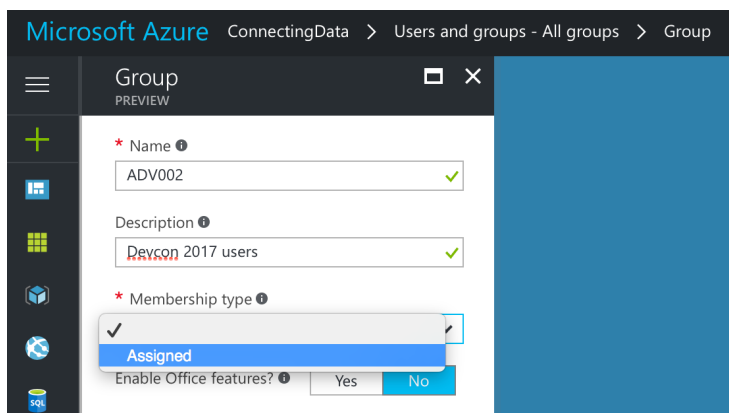 Microsoft Azure ConnectingData > Users and groups - All groups > Group
Group
PREVIEW
* Name
ADV002
Description
Devcon 2017 users
* Membership type
Assigned
Enable Office features? Yes No
SQL